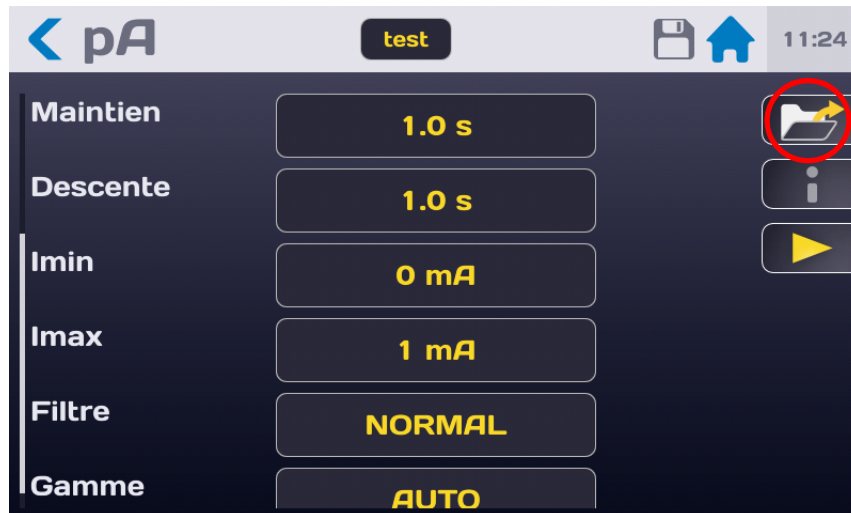 pA
test
11:24
Maintien
1.0 s
Descente
1.0 s
Imin
0 mA
Imax
1 mA
Filtre
NORMAL
Gamme
AUTO